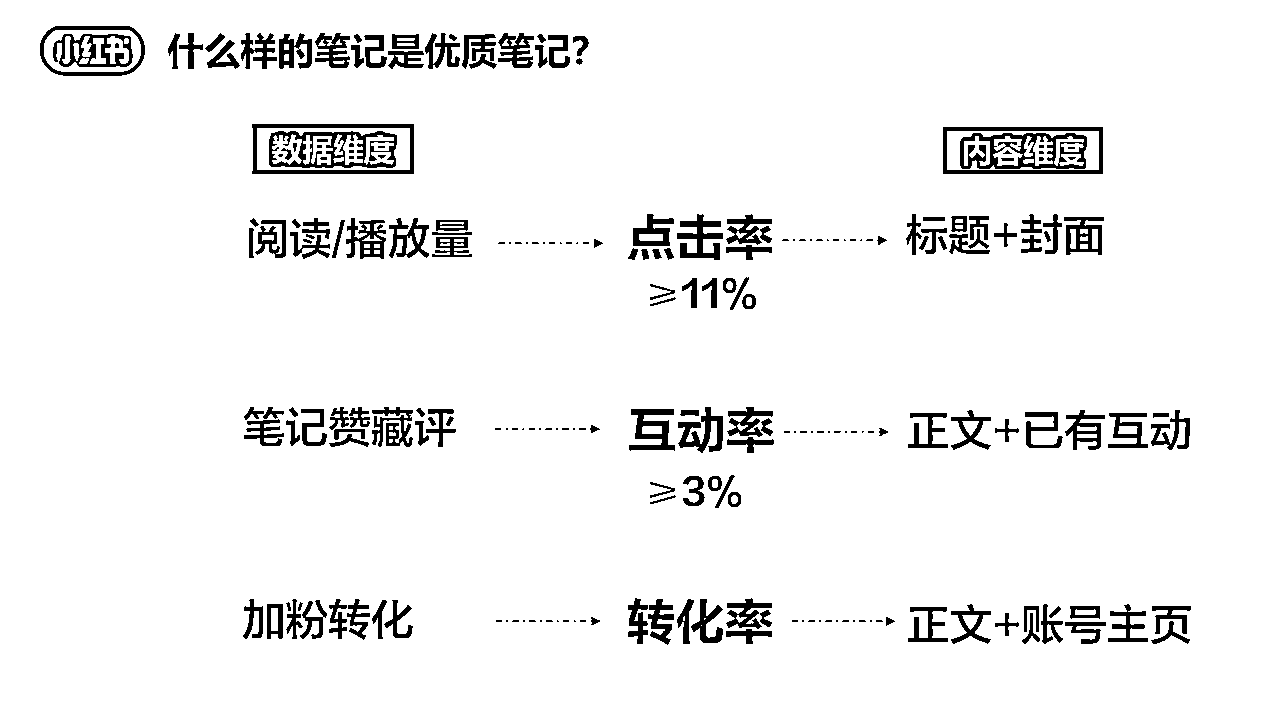 小红书 什么样的笔记是优质笔记?
数据维度 内容维度
阅读/播放量 点击率 标题+封面
≥11%
笔记赞藏评 互动率 正文+已有互动
≥3%
加粉转化 转化率 正文+账号主页